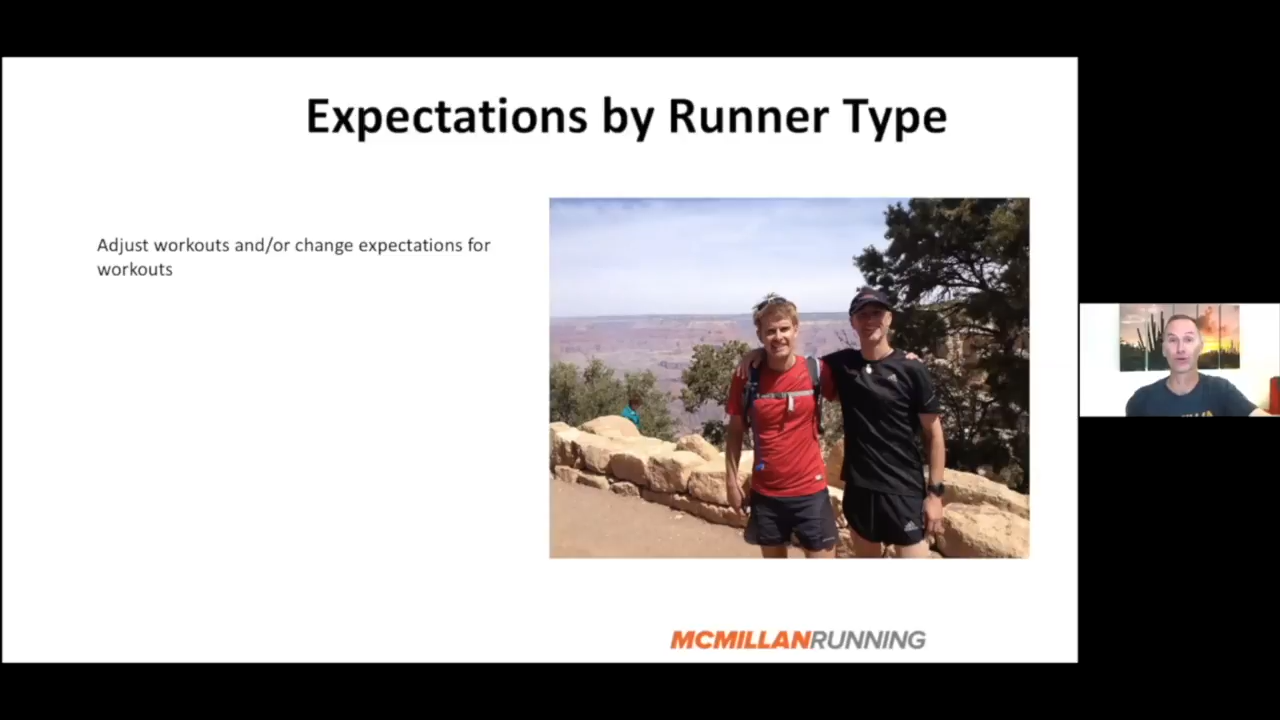 Expectations by Runner Type
Adjust workouts and/or change expectations for
workouts
MCMILLANRUNNING